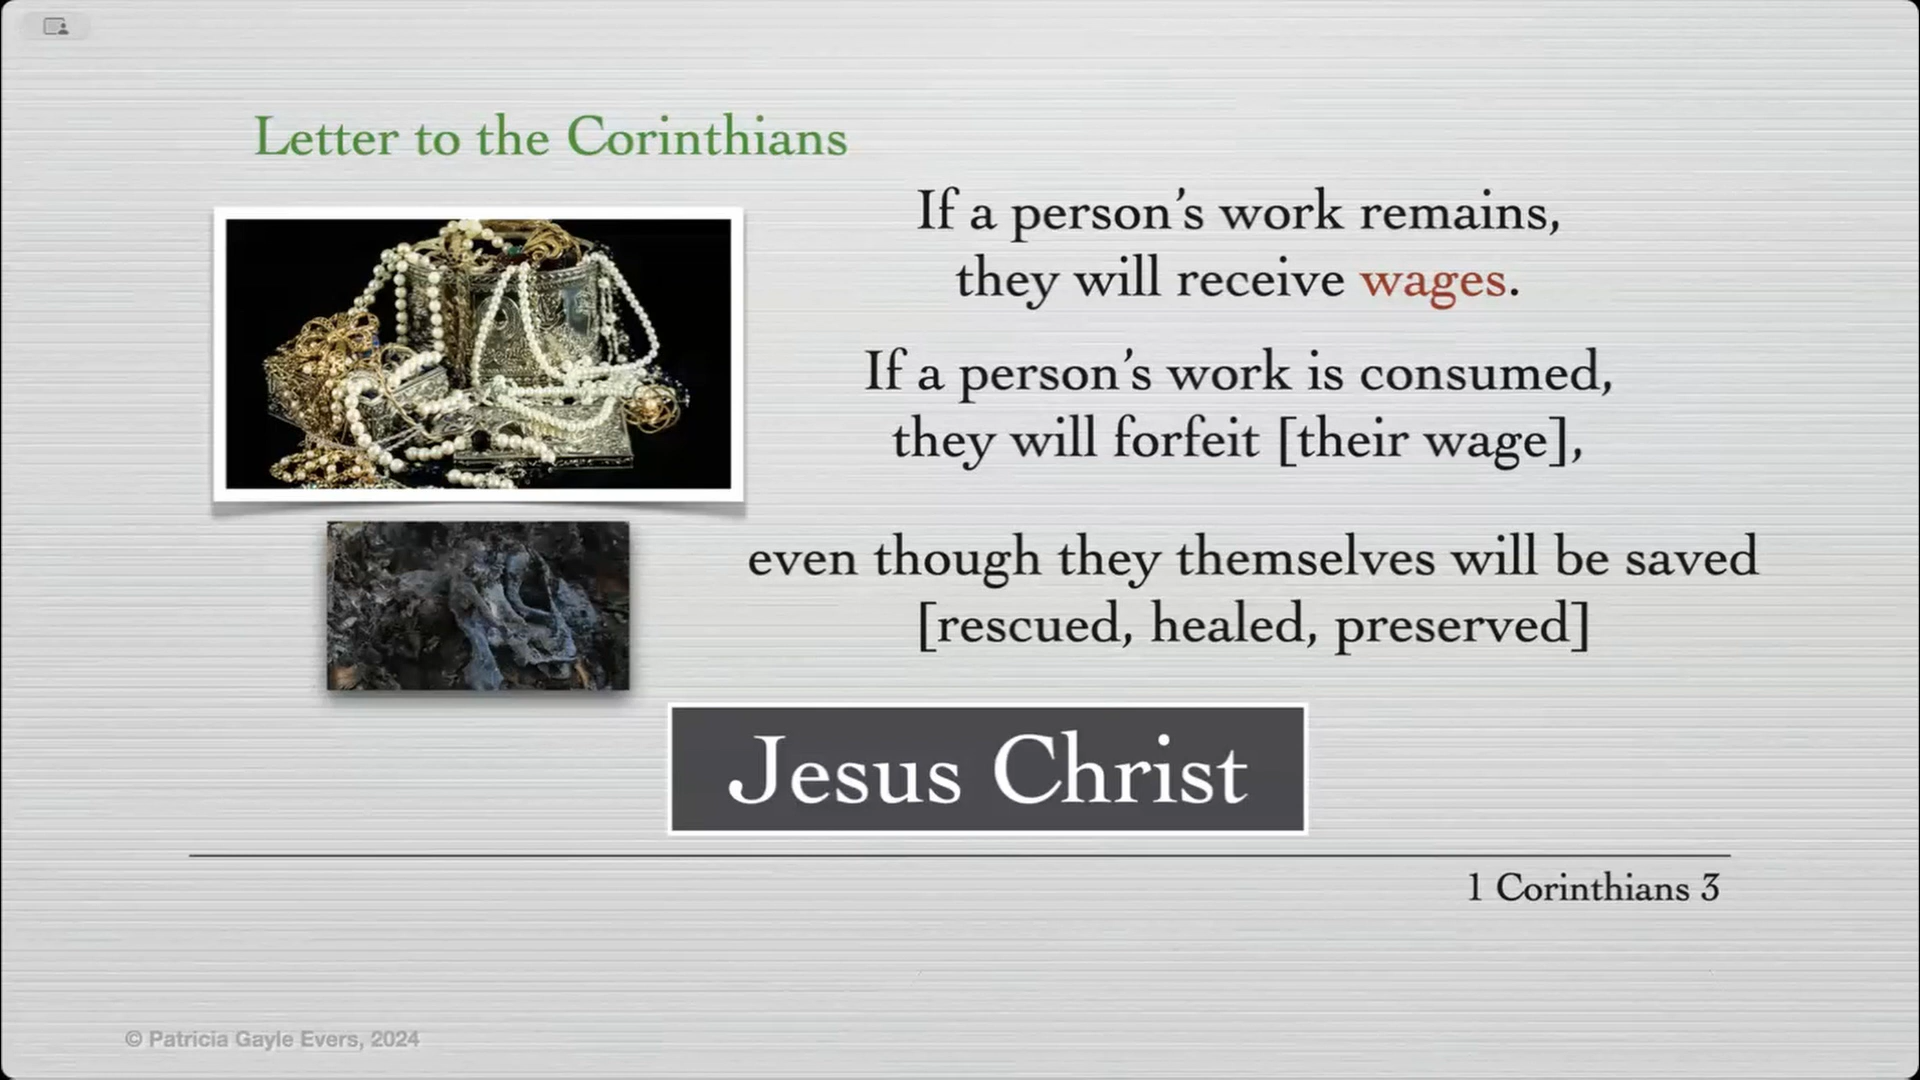 Letter to the Corinthians
If a person’s work remains,
they will receive wages.
If a person’s work is consumed,
they will forfeit [their wage],
even though they themselves will be saved
[rescued, healed, preserved]
Jesus Christ
1 Corinthians 3
© Patricia Gayle Evers, 2024